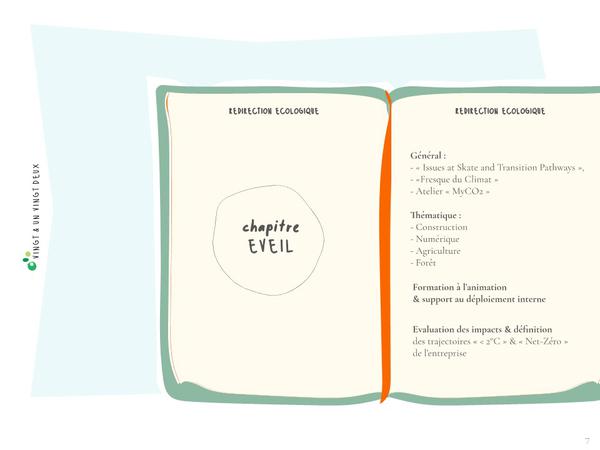 VINGT & UN VINGT DEUX
REDIRECTION ECOLOGIQUE
chapitre
EVEIL
REDIRECTION ECOLOGIQUE
Général :
- « Issues at Skate and Transition Pathways »,
- «Fresque du Climat »
- Atelier « MyCO2 »
Thématique :
- Construction
- Numérique
- Agriculture
- Forêt
Formation à l'animation
& support au déploiement interne
Evaluation des impacts & définition
des trajectoires « < 2°C » & « Net-Zéro »
de l'entreprise
7